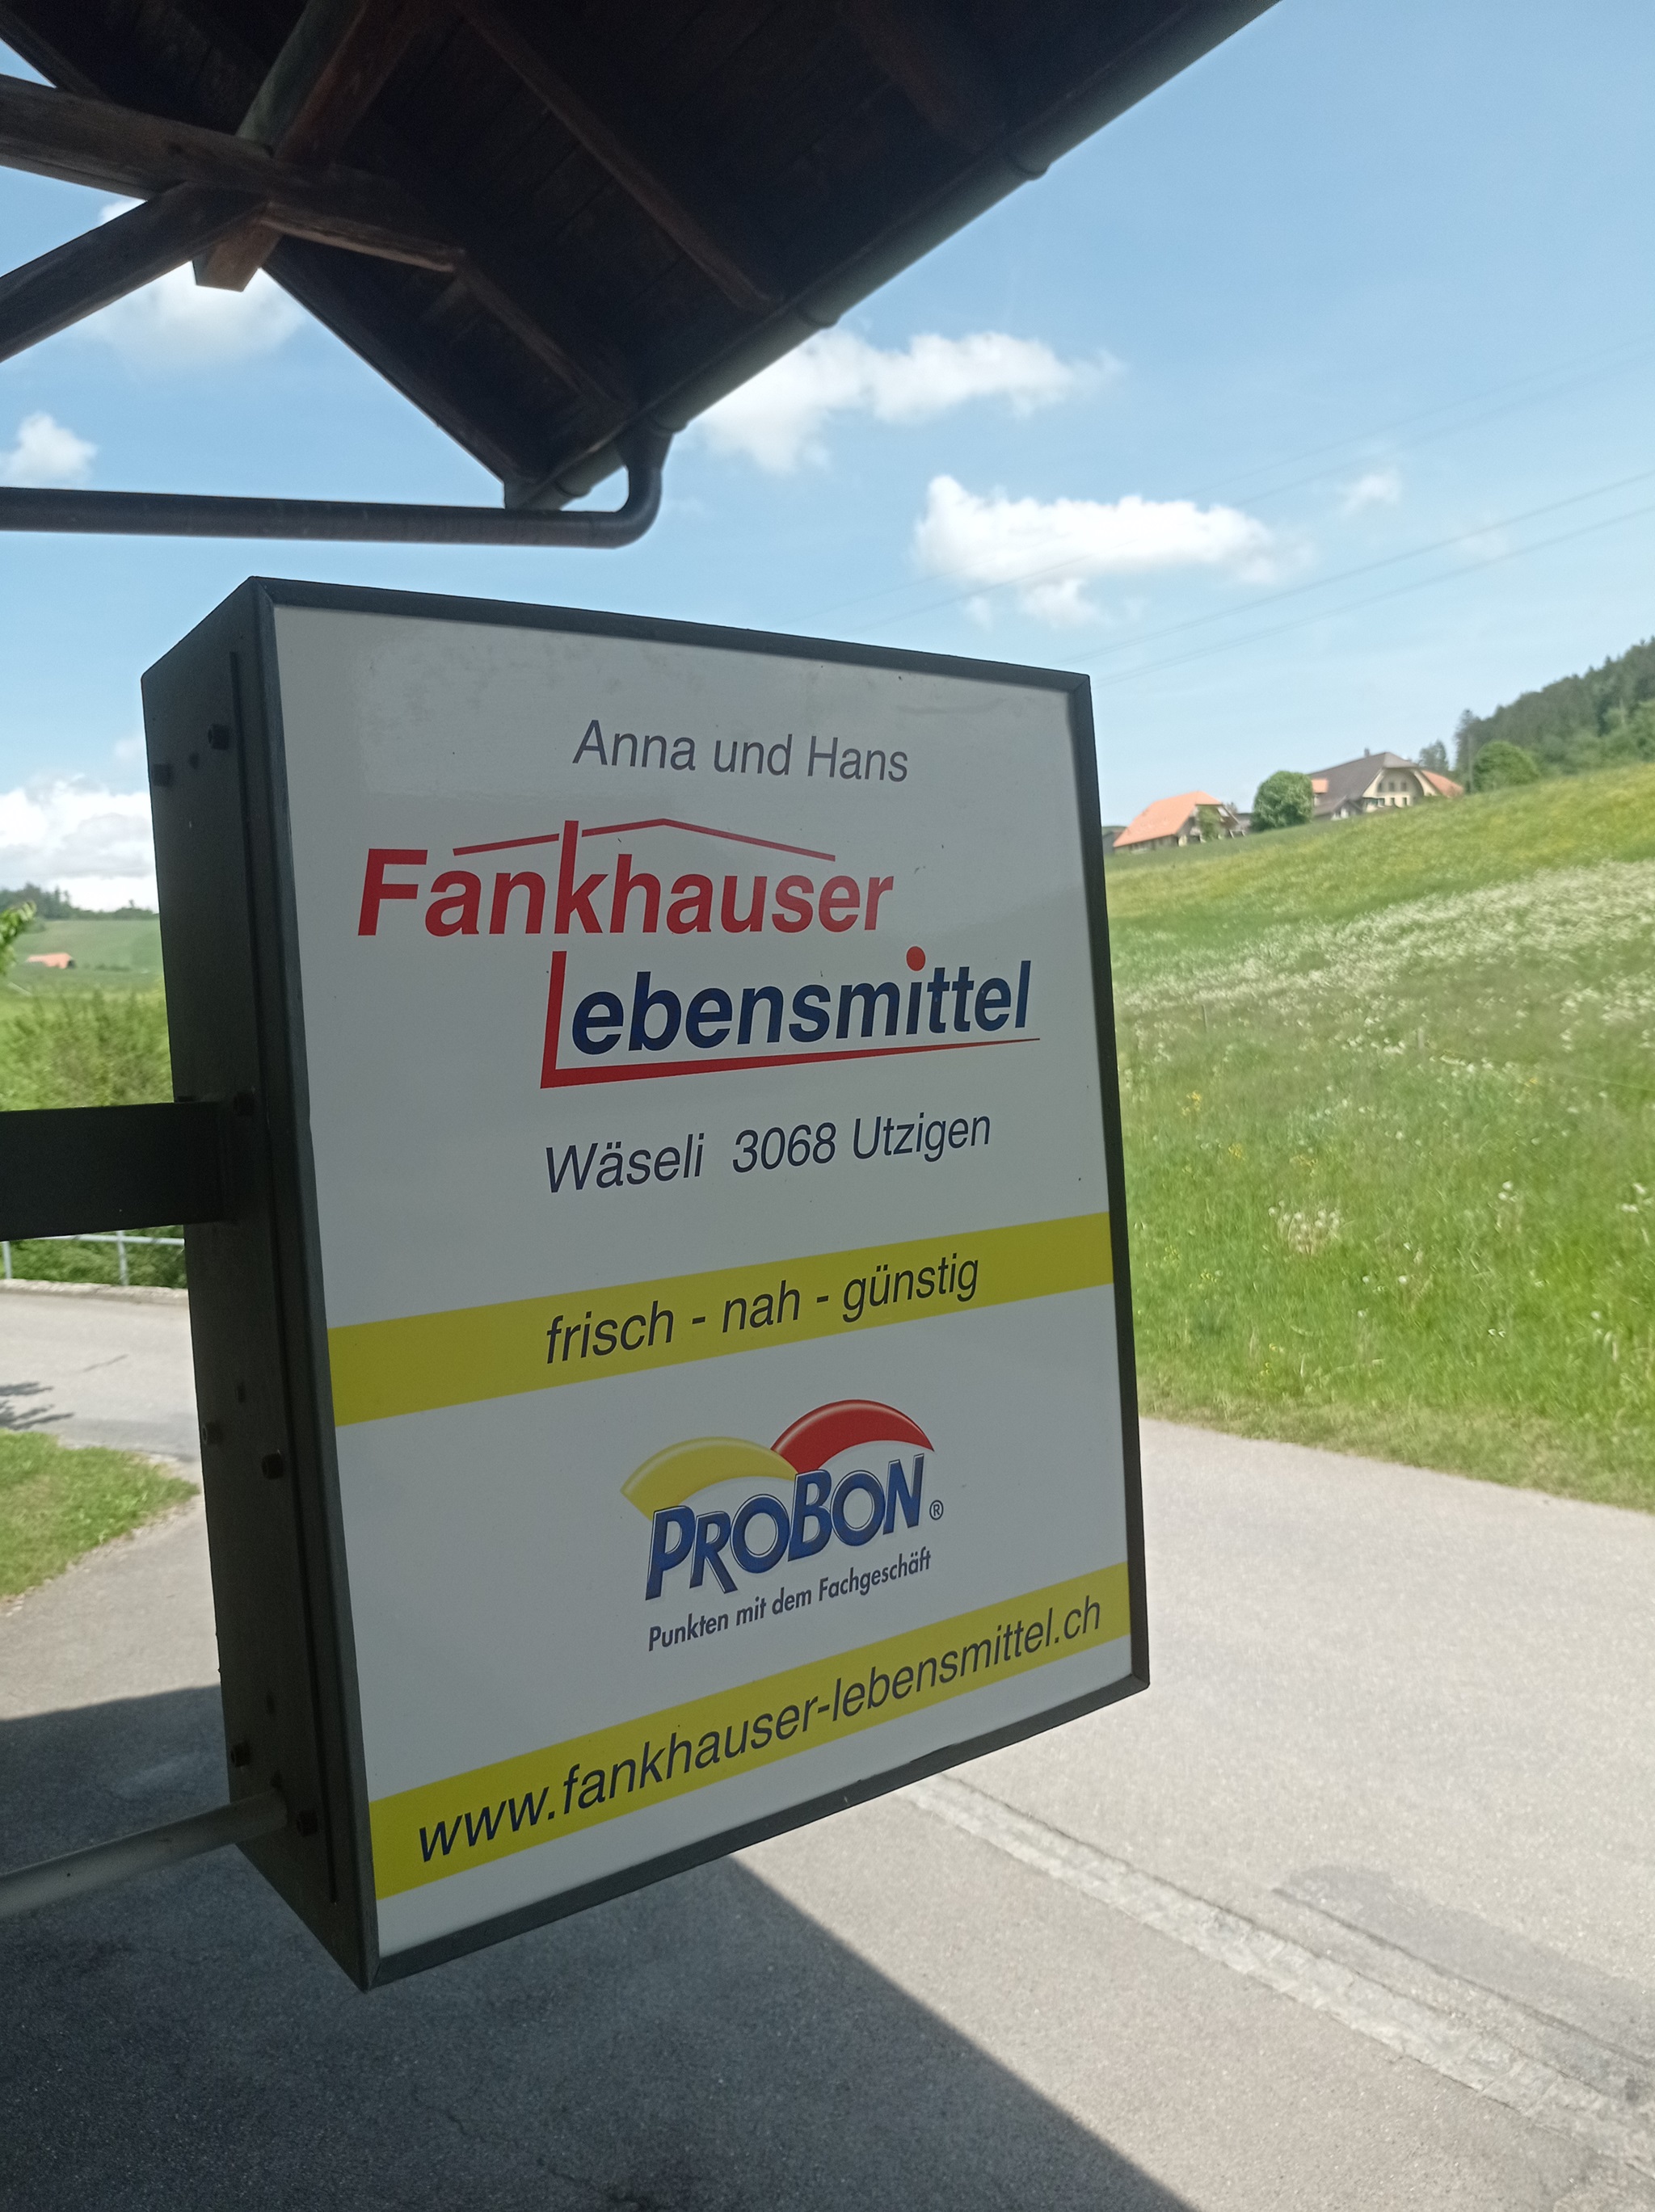 Anna und Hans
Fankhauser
Lebensmittel
Wäseli 3068 Utzigen
frisch - nah - günstig
PROBON®
Punkten mit dem Fachgeschäft
www.fankhauser-lebensmittel.ch